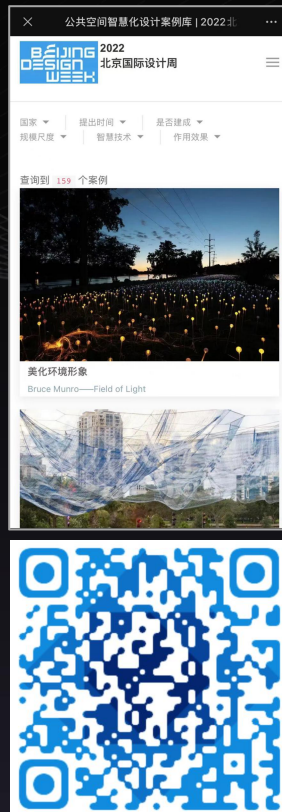 公共空间智慧化设计案例库 | 2022北
BEIJING
DESIGN
WEEK
2022
北京国际设计周
国家
提出时间
是否建成
规模尺度
智慧技术
作用效果
查询到 159 个案例
美化环境形象
Bruce Munro——Field of Light